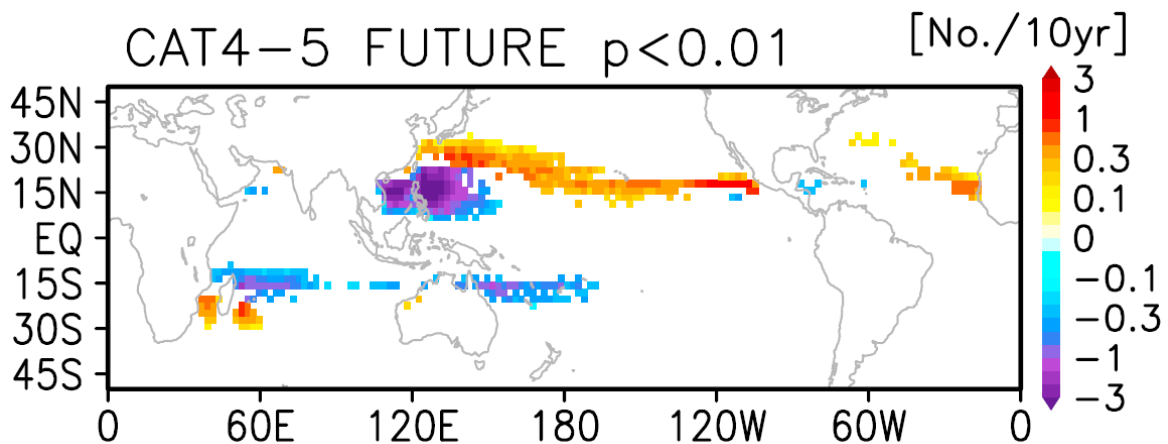 CAT4-5 FUTURE p<0.01
[No./10yr]
45N
30N
15N
EQ
15S
30S
45S
0 60E 120E 180 120W 60W 0
3
1
0.3
0.1
0
-0.1
-0.3
-1
-3